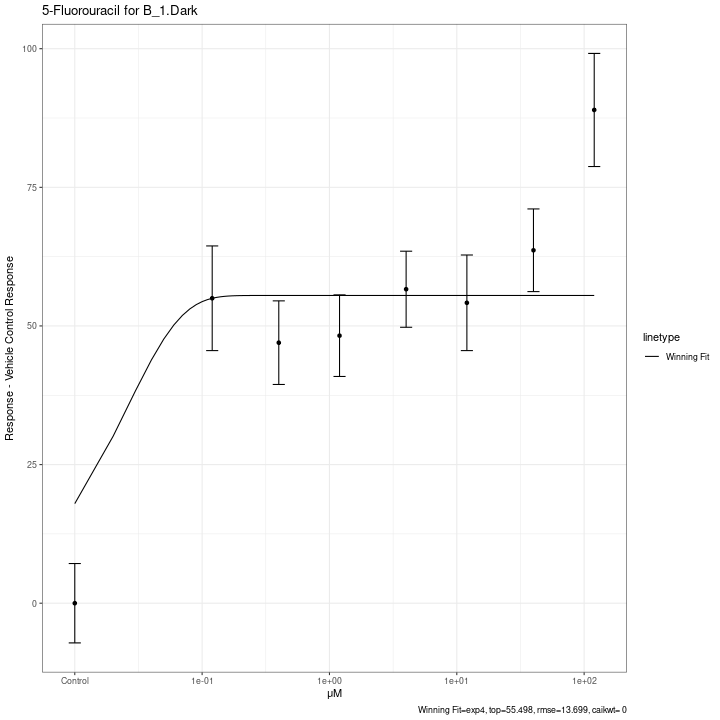 5-Fluorouracil for B_1.Dark
Response - Vehicle Control Response
100
75
50
25
0
Control
1e-01
1e+00
1e+01
1e+02
µM
linetype
Winning Fit
Winning Fit=exp4, top=55.498, rmse=13.699, caikwt= 0